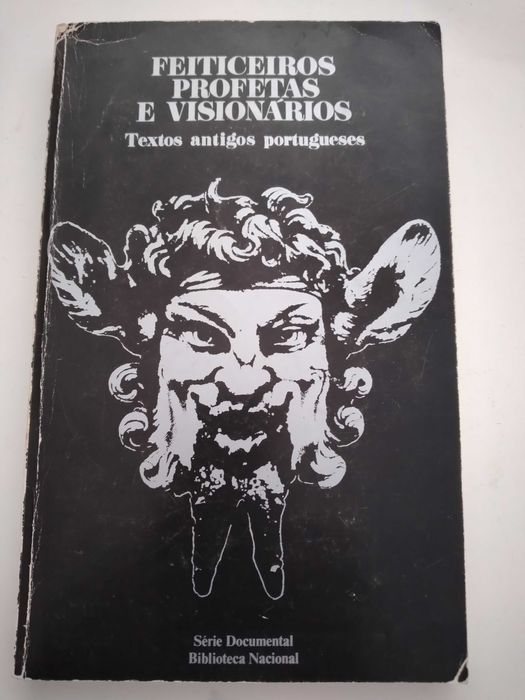 FEITICEIROS
PROFETAS
E VISIONÁRIOS
Textos antigos portugueses
Série Documental
Biblioteca Nacional